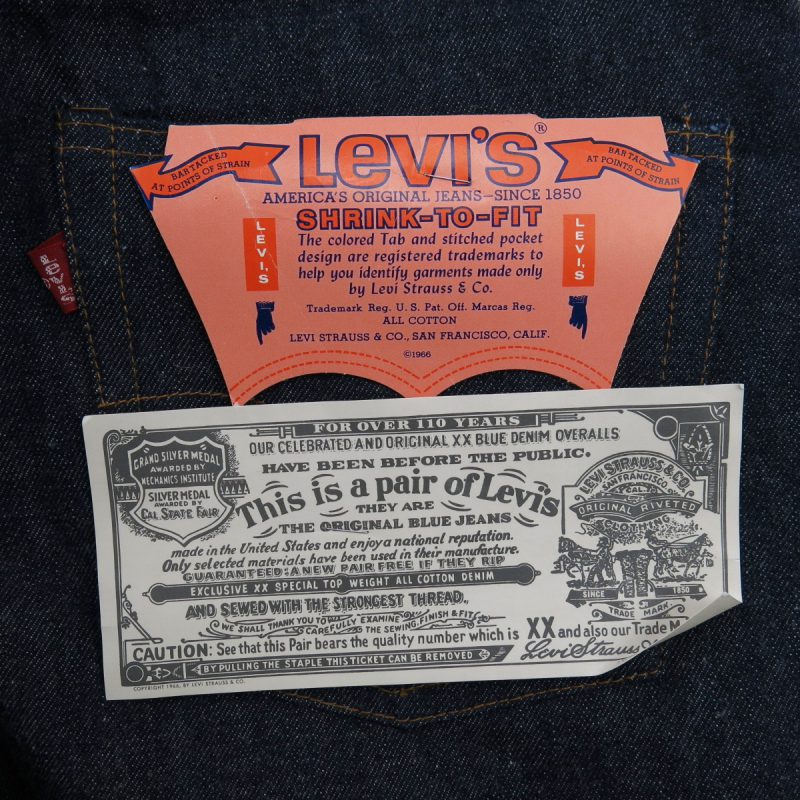 LEVI'S®
BAR TACKED
AT POINTS OF STRAIN
BAR TACKED
AT POINTS OF STRAIN
AMERICA'S ORIGINAL JEANS—SINCE 1850
SHRINK-TO-FIT
The colored Tab and stitched pocket
design are registered trademarks to
help you identify garments made only
by Levi Strauss & Co.
LEVI'S
LEVI'S
Trademark Reg. U. S. Pat. Off. Marcas Reg.
ALL COTTON
LEVI STRAUSS & CO., SAN FRANCISCO, CALIF.
©1966
FOR OVER 110 YEARS
OUR CELEBRATED AND ORIGINAL XX BLUE DENIM OVERALLS
HAVE BEEN BEFORE THE PUBLIC.
"GRAND SILVER MEDAL"
AWARDED BY
MECHANICS INSTITUTE
SILVER MEDAL
AWARDED BY
CAL STATE FAIR
This is a pair of Levi's
THEY ARE
THE ORIGINAL BLUE JEANS
made in the United States and enjoy a national reputation.
Only selected materials have been used in their manufacture.
GUARANTEED: A NEW PAIR FREE IF THEY RIP
EXCLUSIVE XX SPECIAL TOP WEIGHT ALL COTTON DENIM
AND SEWED WITH THE STRONGEST THREAD.
WE SHALL THANK YOU TO CAREFULLY EXAMINE THE SEWING, FINISH & FIT
LEVI STRAUSS & CO.
SAN FRANCISCO
CAL.
ORIGINAL RIVETED
CLOTHING
SINCE 1850
TRADE MARK
CAUTION: See that this Pair bears the quality number which is XX and also our Trade M
Levi Strauss
BY PULLING THE STAPLE THIS TICKET CAN BE REMOVED
COPYRIGHT 1966, BY LEVI STRAUSS & CO.